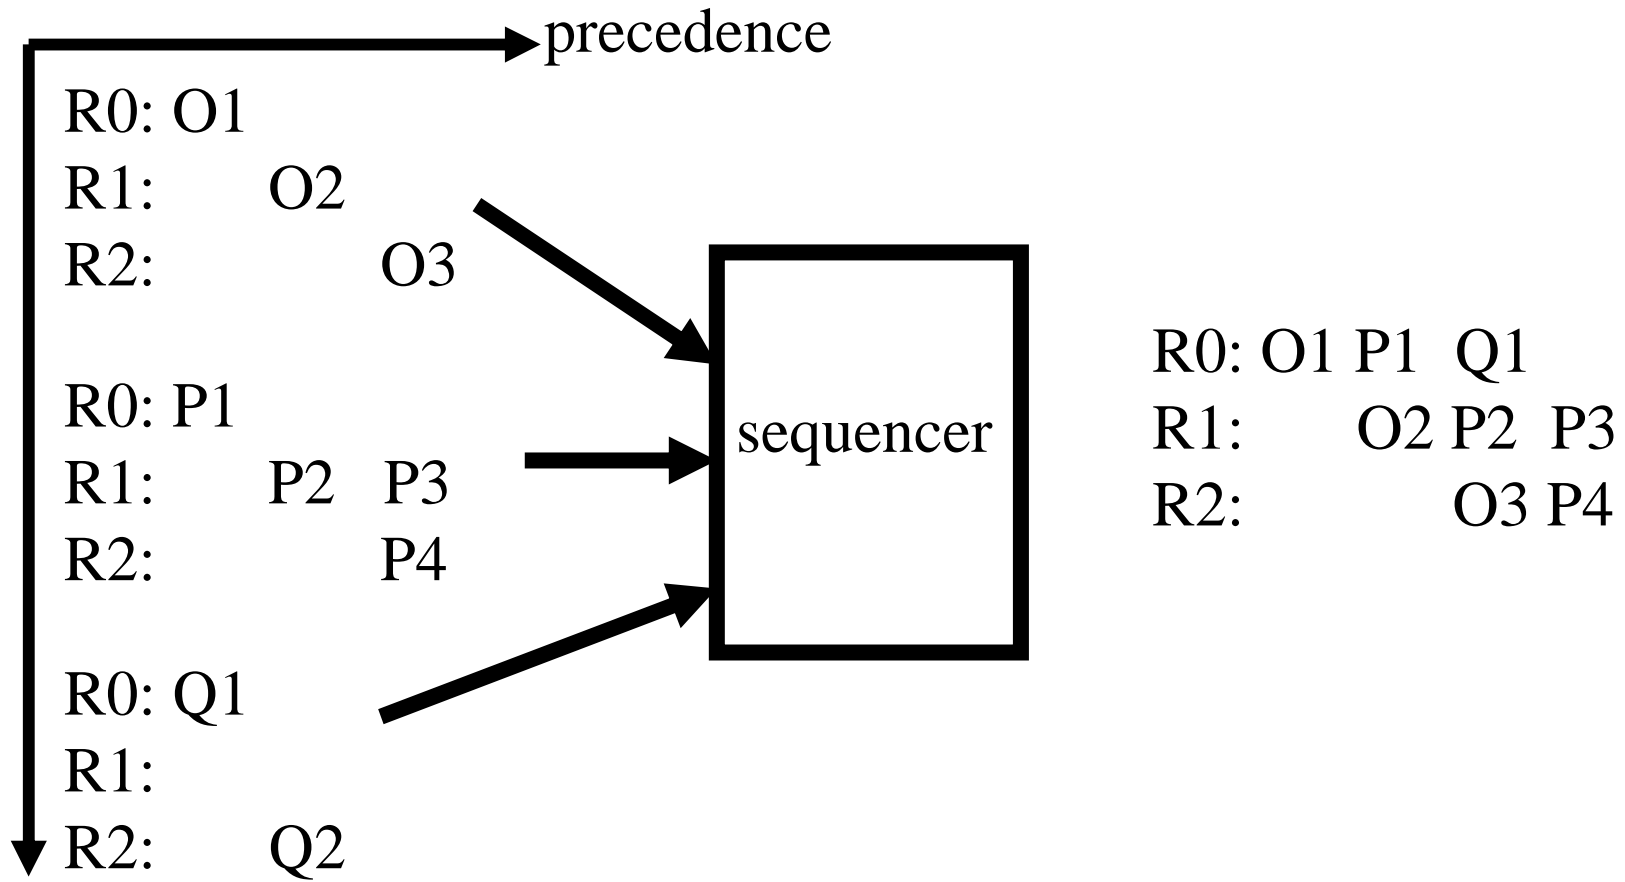 precedence
R0: O1
R1: O2
R2: O3
R0: P1
R1: P2 P3
R2: P4
R0: Q1
R1:
R2: Q2
sequencer
R0: O1 P1 Q1
R1: O2 P2 P3
R2: O3 P4